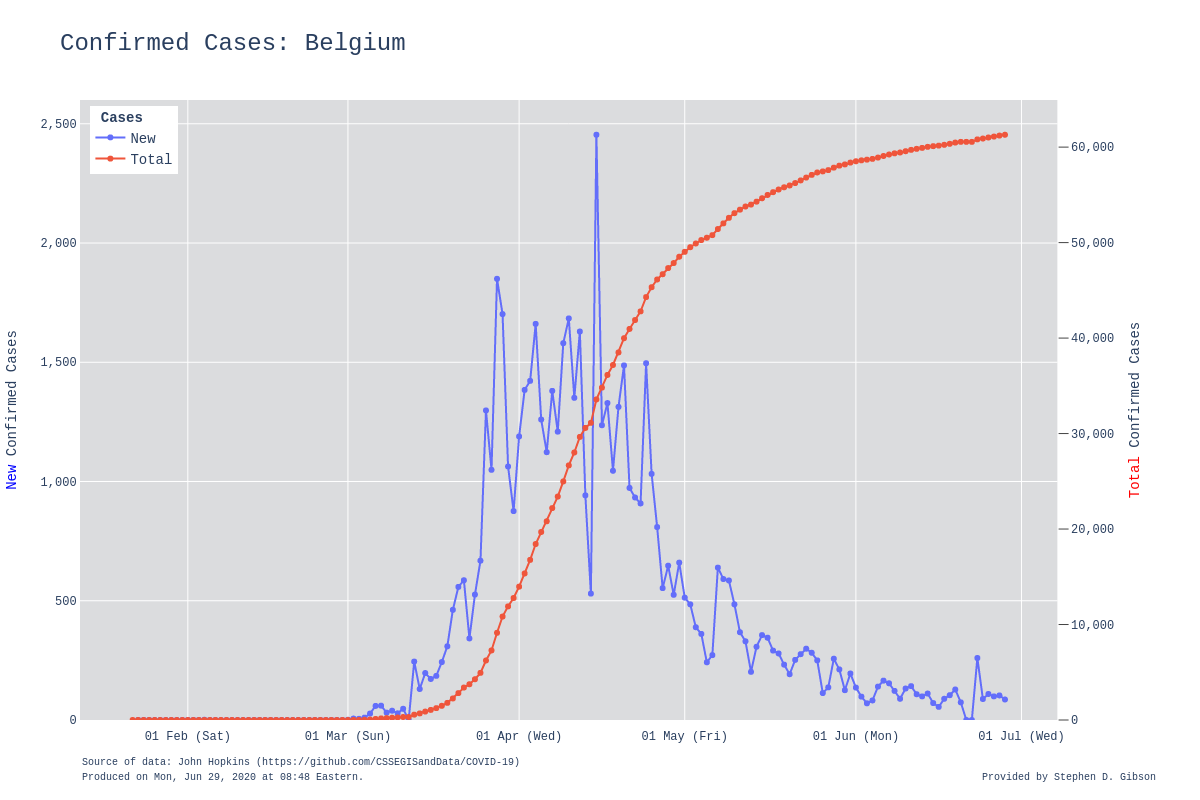 Confirmed Cases: Belgium
Cases
New
Total
2,500
2,000
1,500
1,000
500
0
New Confirmed Cases
60,000
50,000
40,000
30,000
20,000
10,000
0
Total Confirmed Cases
01 Feb (Sat)
01 Mar (Sun)
01 Apr (Wed)
01 May (Fri)
01 Jun (Mon)
01 Jul (Wed)
Source of data: John Hopkins (https://github.com/CSSEGISandData/COVID-19)
Produced on Mon, Jun 29, 2020 at 08:48 Eastern.
Provided by Stephen D. Gibson